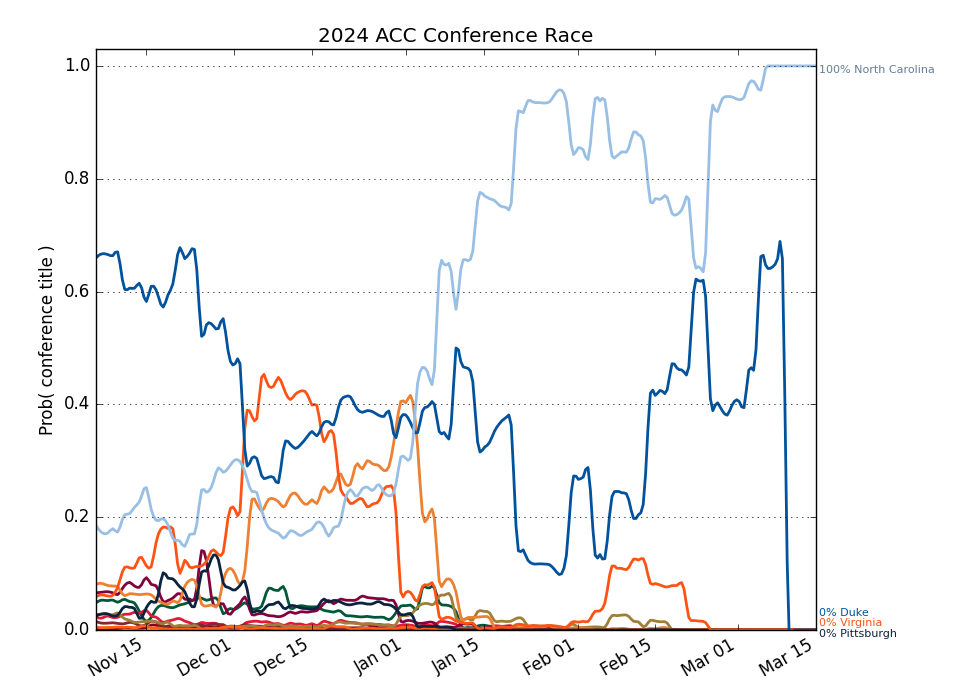 2024 ACC Conference Race
Prob( conference title )
1.0
0.8
0.6
0.4
0.2
0.0
100% North Carolina
0% Duke
0% Virginia
0% Pittsburgh
Nov 15
Dec 01
Dec 15
Jan 01
Jan 15
Feb 01
Feb 15
Mar 01
Mar 15